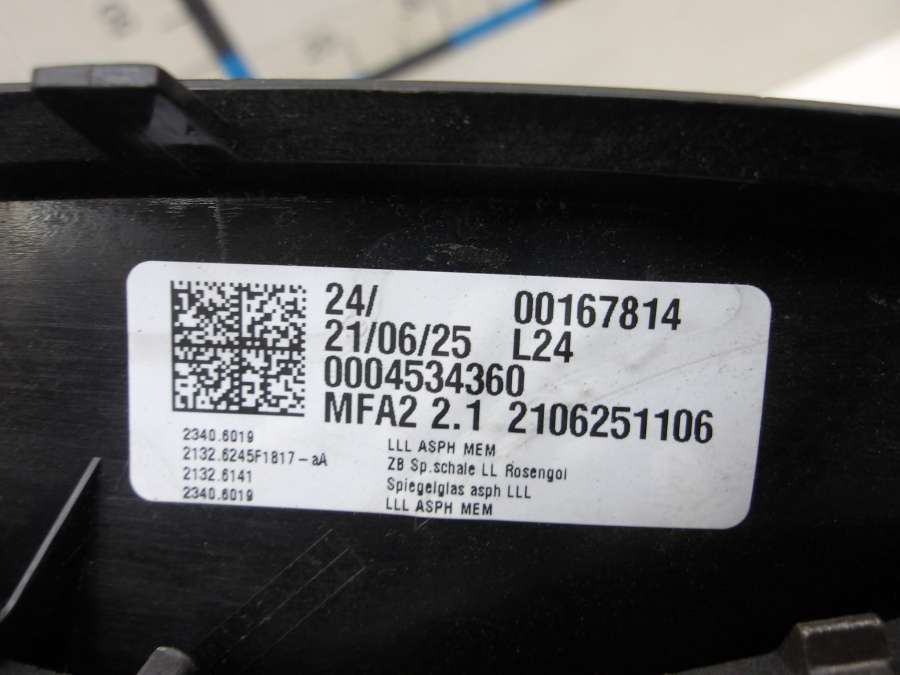 24/ 00167814
21/06/25 L24
0004534360
MFA2 2.1 2106251106
2340.6019 LLL ASPH MEM
2132.6245F1817-aA ZB Sp.schale LL Rosengol
2132.6141 Spiegelglas asph LLL
2340.6019 LLL ASPH MEM